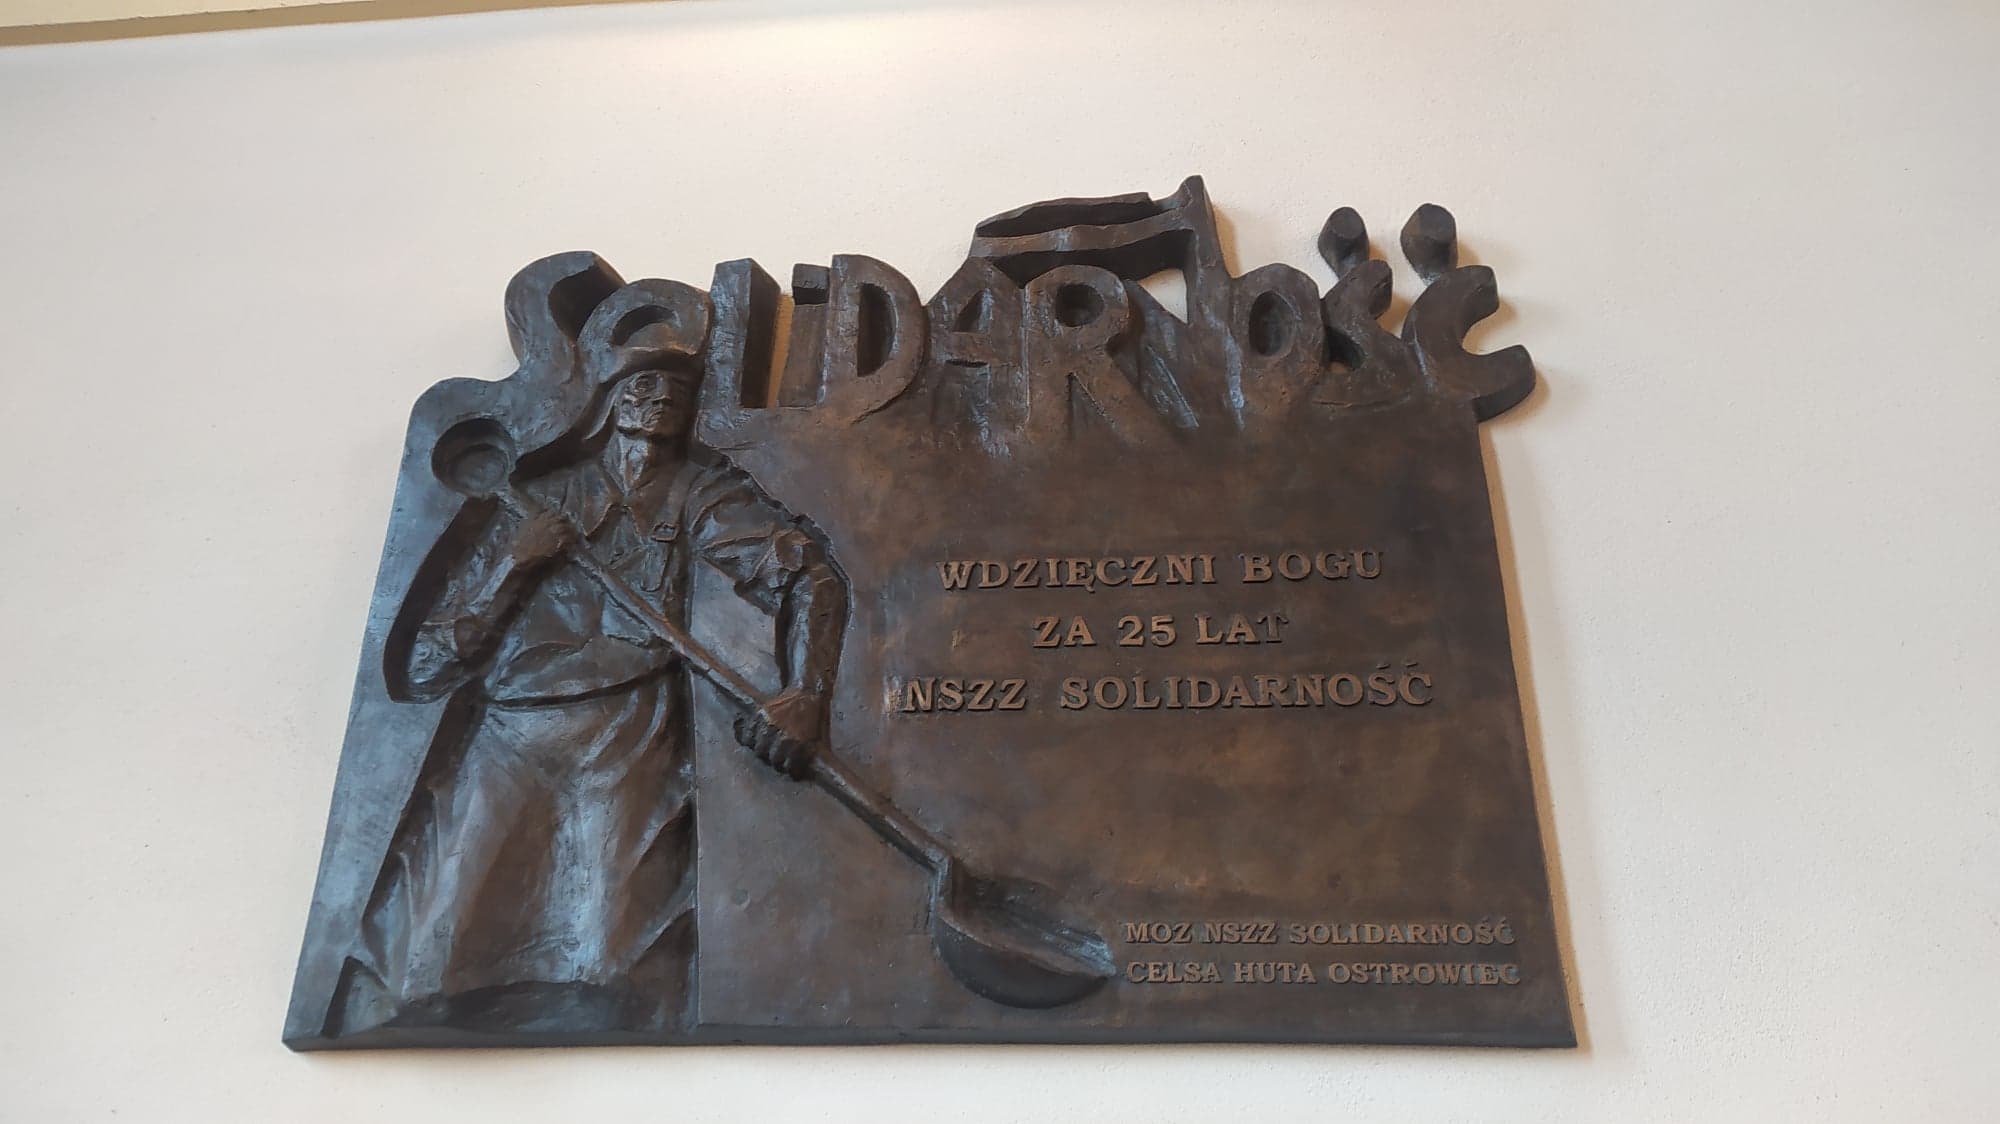 SOLIDARNOŚĆ
WDZIĘCZNI BOGU
ZA 25 LAT
NSZZ SOLIDARNOŚĆ
MOZ NSZZ SOLIDARNOŚĆ
CELSA HUTA OSTROWIEC